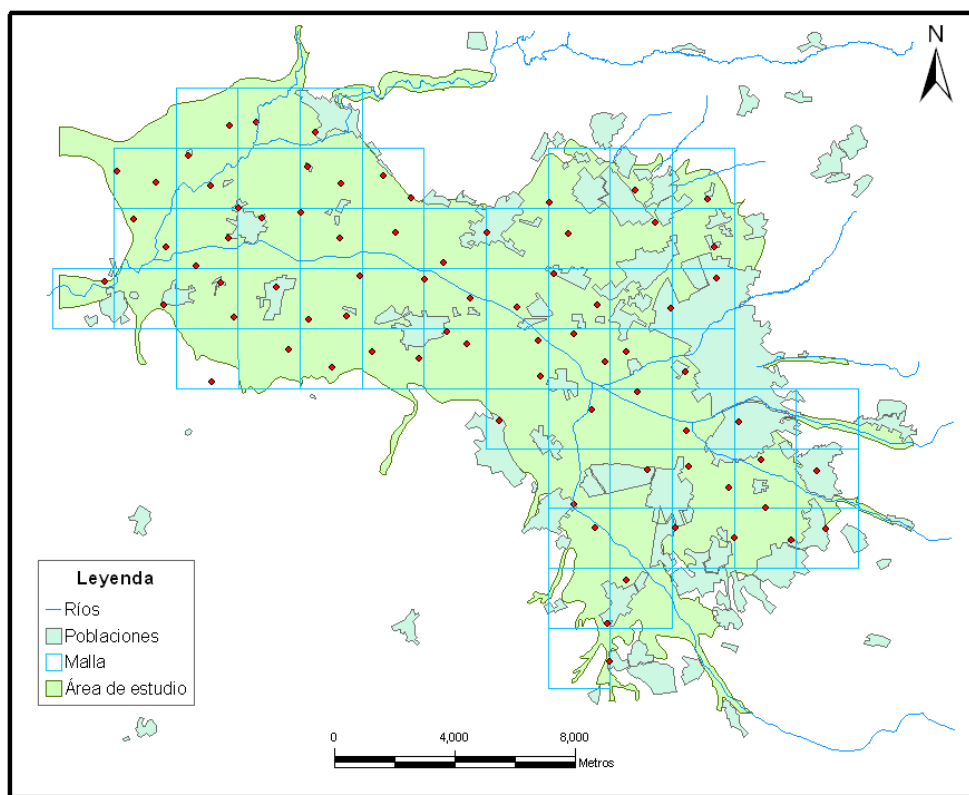 N
Leyenda
Ríos
Poblaciones
Malla
Área de estudio
0 4,000 8,000
Metros